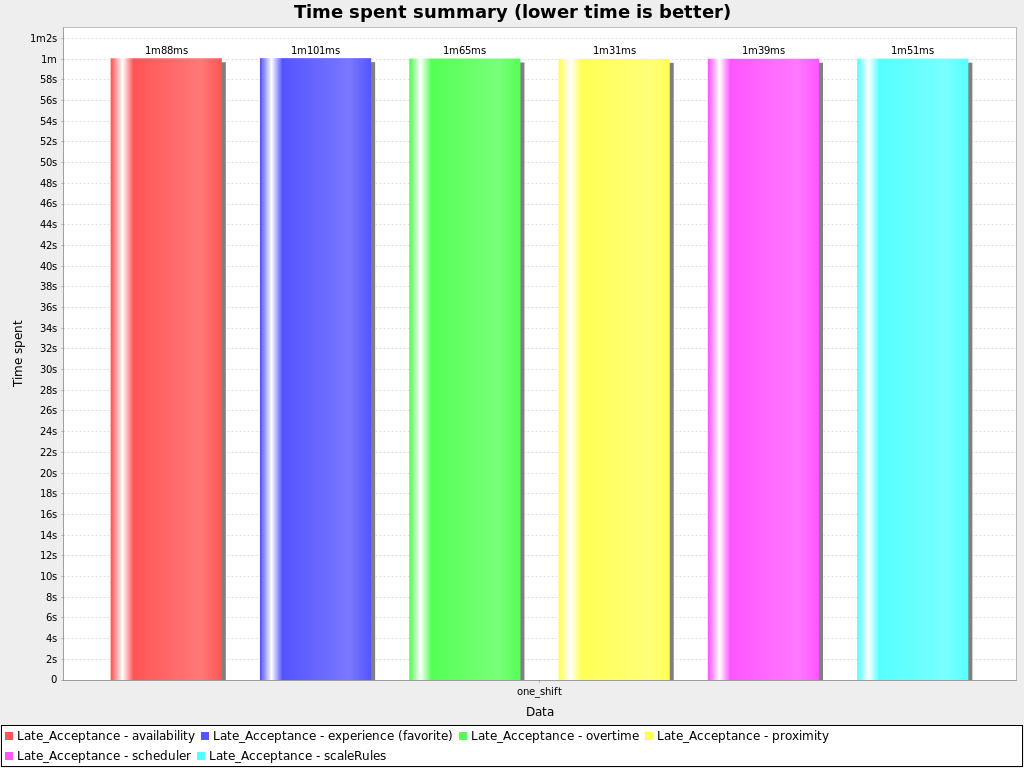 Time spent summary (lower time is better)
1m2s
1m
58s
56s
54s
52s
50s
48s
46s
44s
42s
40s
38s
36s
34s
32s
30s
28s
26s
24s
22s
20s
18s
16s
14s
12s
10s
8s
6s
4s
2s
0
Time spent
1m88ms 1m101ms 1m65ms 1m31ms 1m39ms 1m51ms
one_shift
Data
Late_Acceptance - availability Late_Acceptance - experience (favorite) Late_Acceptance - overtime Late_Acceptance - proximity
Late_Acceptance - scheduler Late_Acceptance - scaleRules